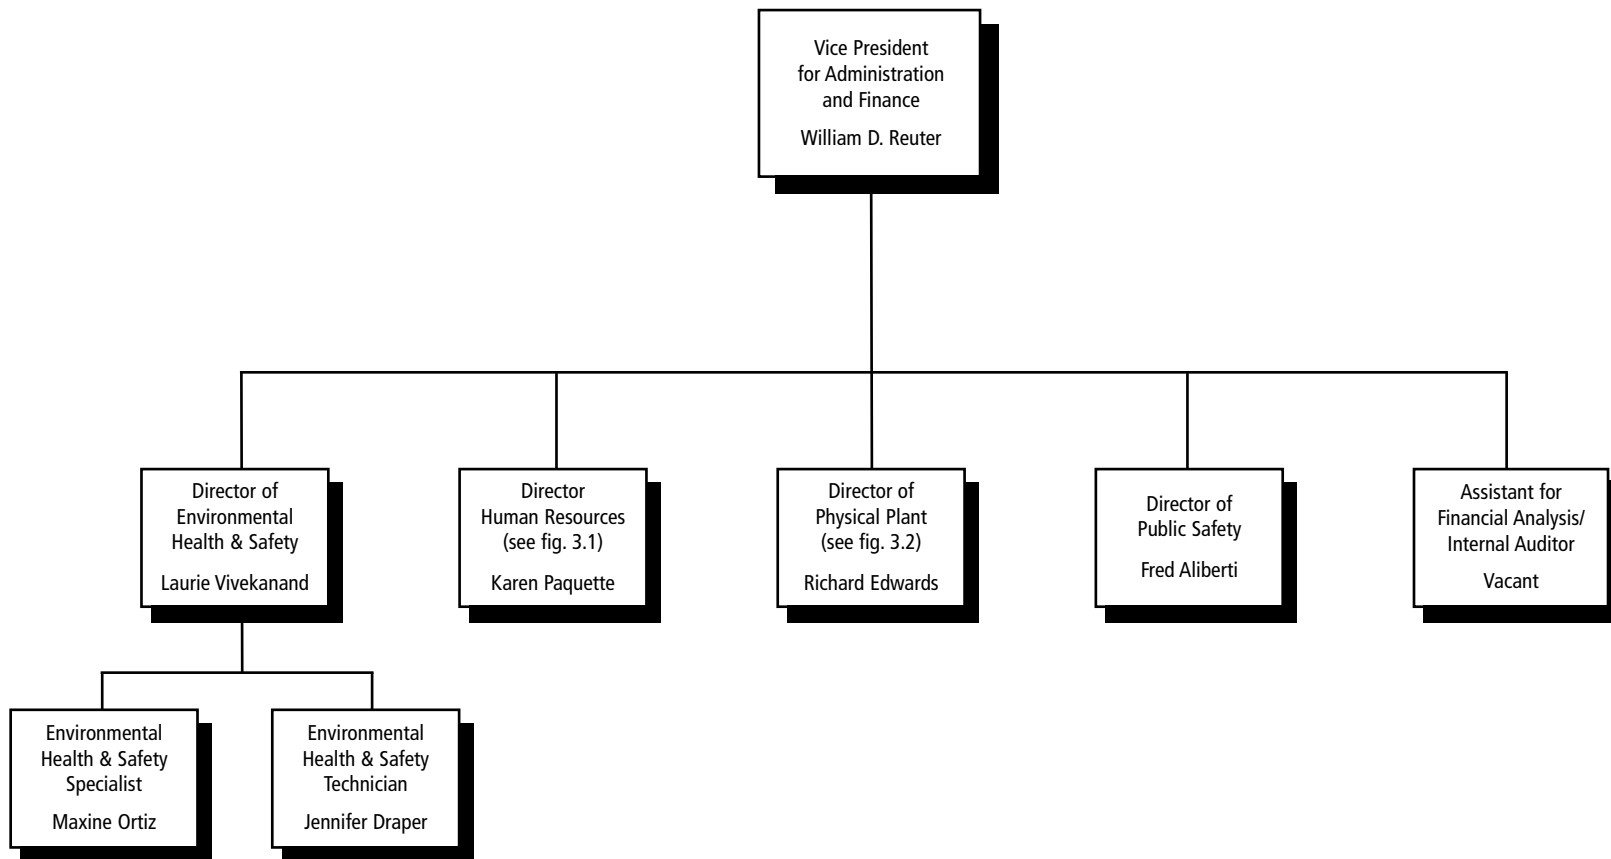 Vice President
for Administration
and Finance
William D. Reuter
Director of
Environmental
Health & Safety
Laurie Vivekanand
Director
Human Resources
(see fig. 3.1)
Karen Paquette
Director of
Physical Plant
(see fig. 3.2)
Richard Edwards
Director of
Public Safety
Fred Aliberti
Assistant for
Financial Analysis/
Internal Auditor
Vacant
Environmental
Health & Safety
Specialist
Maxine Ortiz
Environmental
Health & Safety
Technician
Jennifer Draper